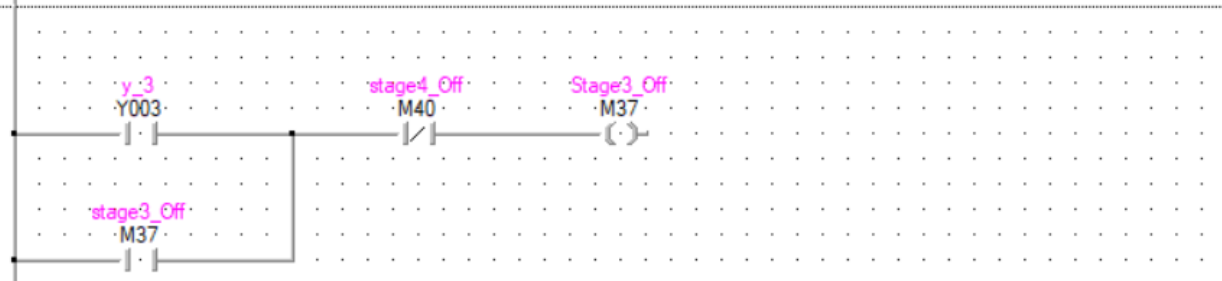 y_3
stage4_Off
Stage3_Off
Y003
M40
M37
stage3_Off
M37